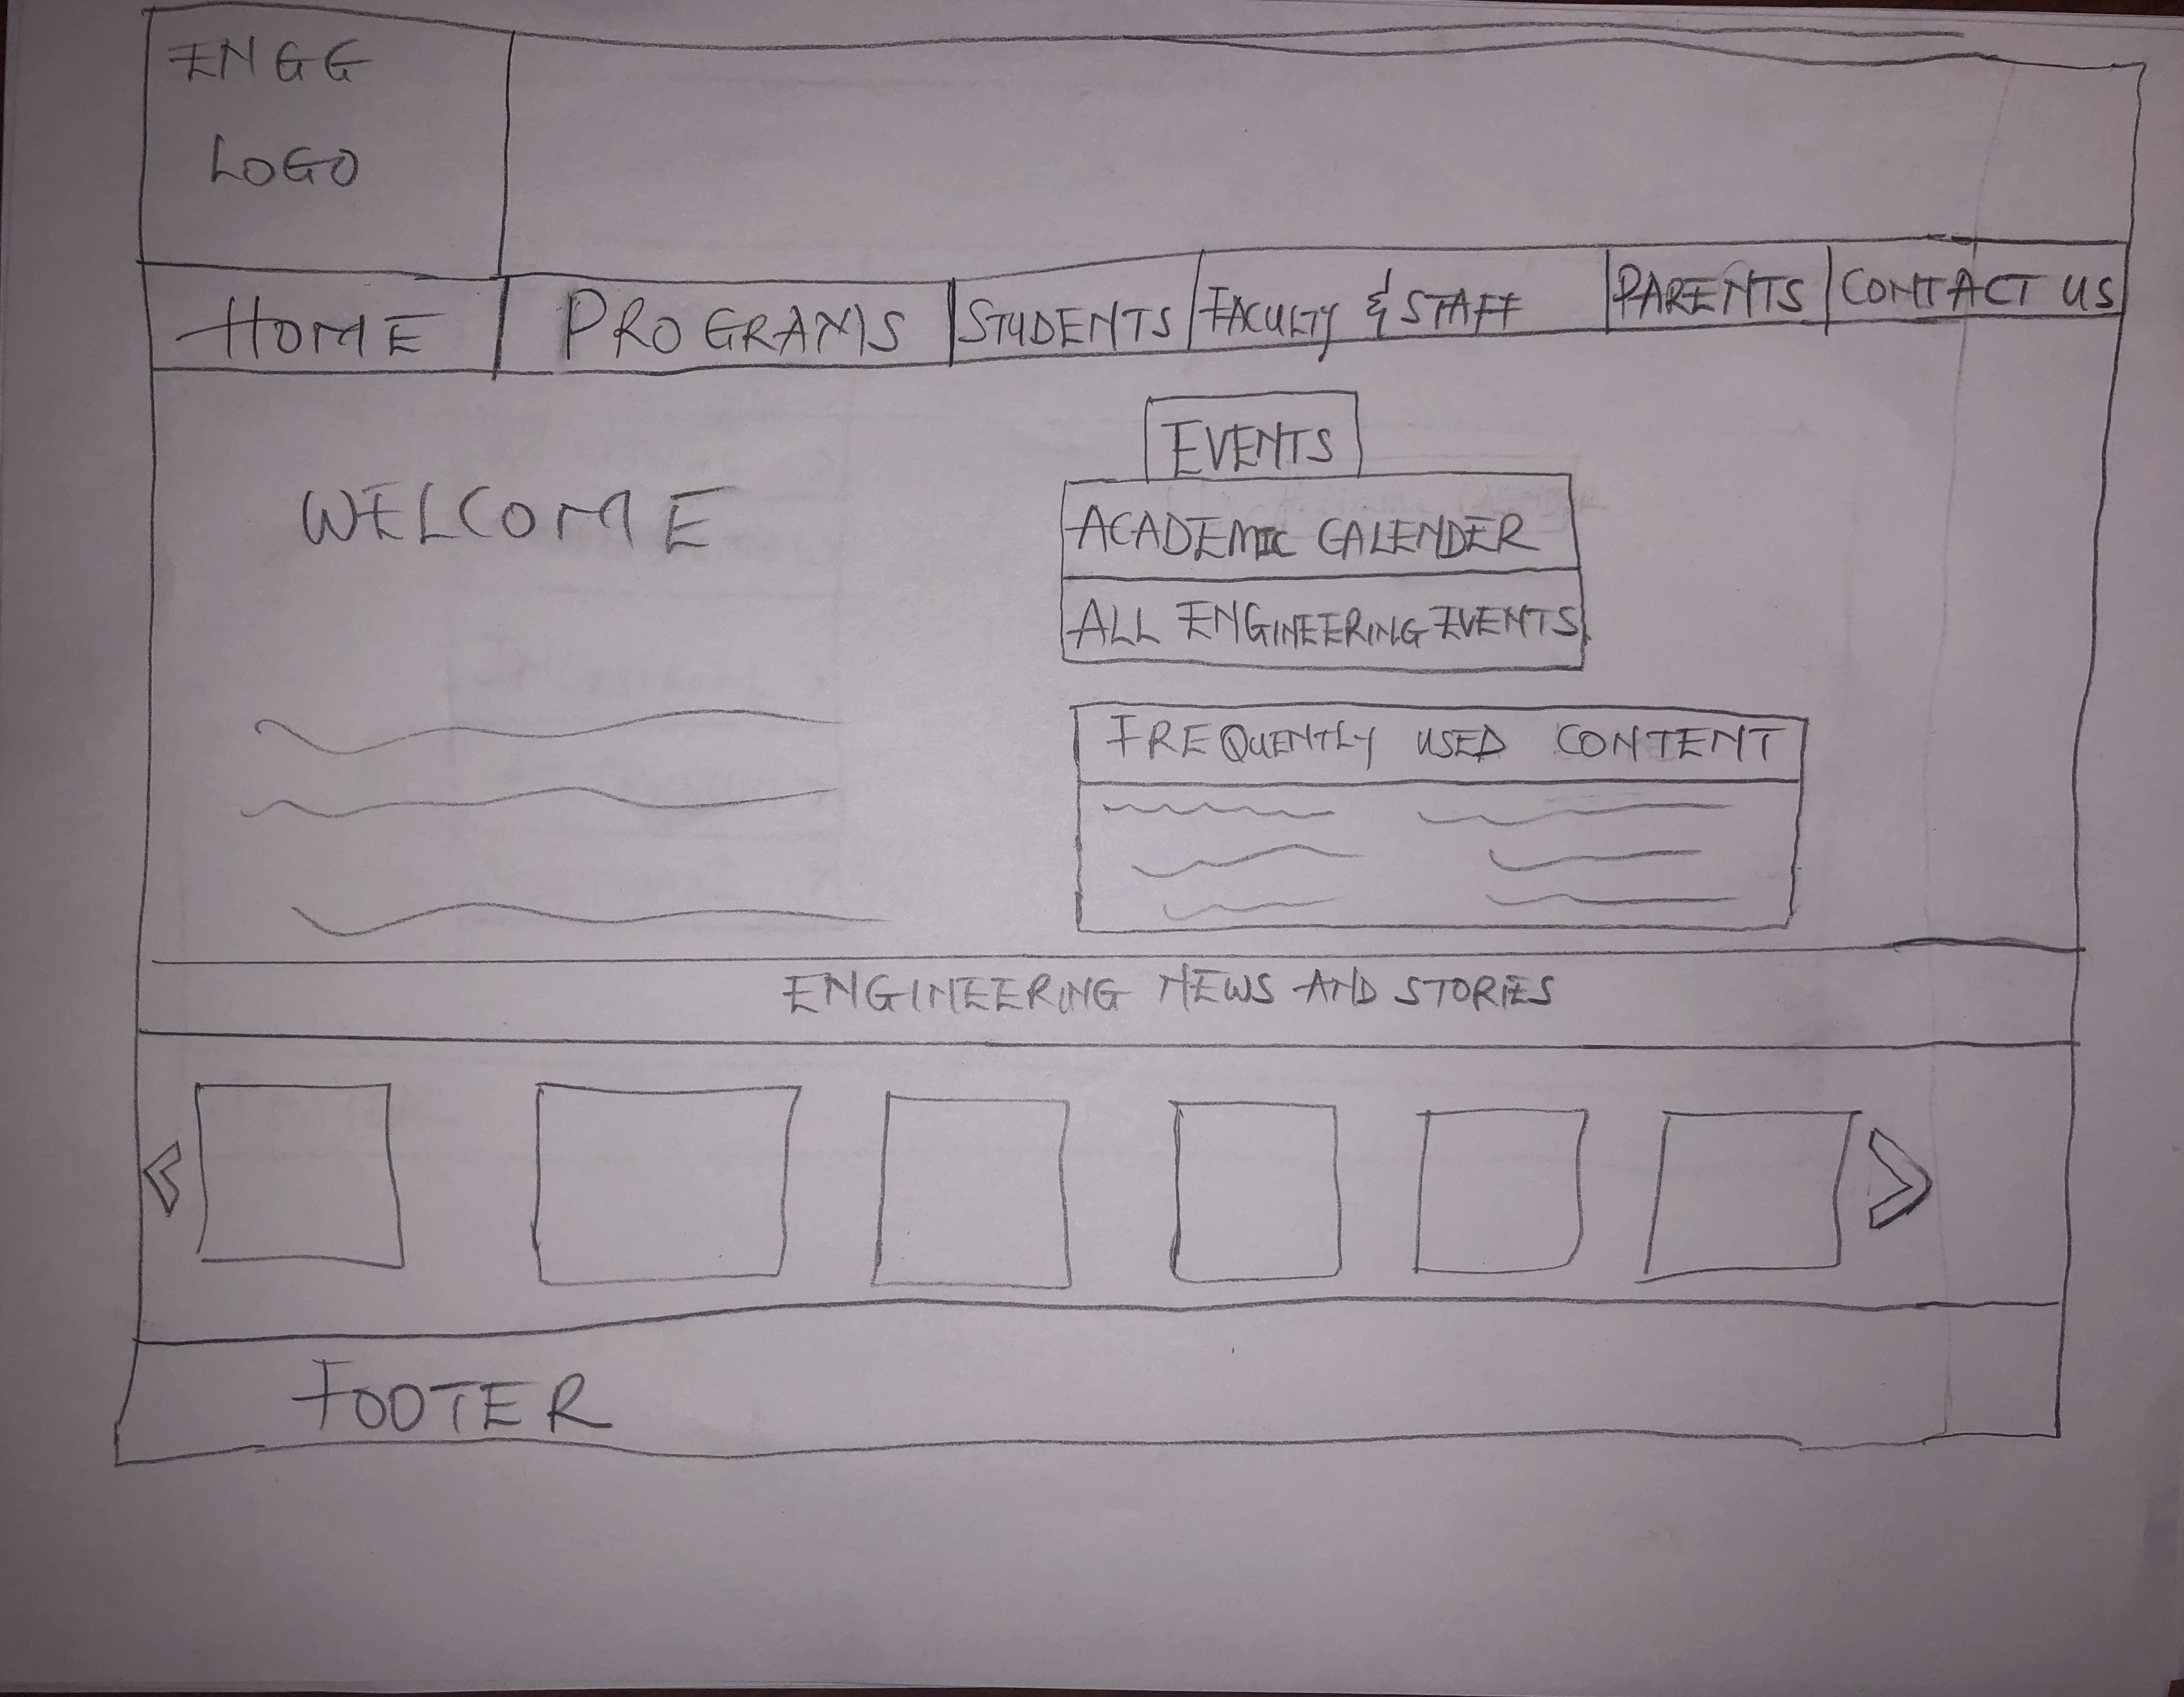 ENGG
LOGO
HOME PROGRAMS STUDENTS FACULTY & STAFF PARENTS CONTACT US
WELCOME
EVENTS
ACADEMIC CALENDER
ALL ENGINEERING EVENTS
FREQUENTLY USED CONTENT
ENGINEERING NEWS AND STORIES
FOOTER